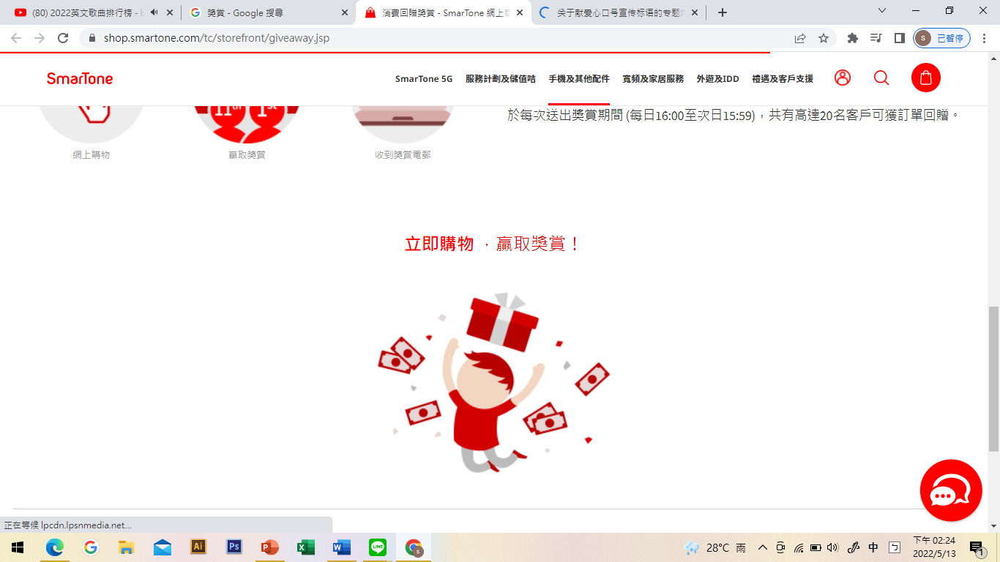 (80) 2022英文歌曲排行榜 -
獎賞 - Google 搜尋
消費回贈獎賞 - SmarTone 網上
关于献爱心口号宣传标语的专题
shop.smartone.com/tc/storefront/giveaway.jsp
s 已暫停
SmarTone
SmarTone 5G 服務計劃及儲值咭 手機及其他配件 寬頻及家居服務 外遊及IDD 禮遇及客戶支援
11th 1st
於每次送出獎賞期間 (每日16:00至次日15:59)，共有高達20名客戶可獲訂單回贈。
網上購物 贏取獎賞 收到獎賞電郵
立即購物 ，贏取獎賞！
正在等候 lpcdn.lpsnmedia.net...
Ai Ps P X W LINE s
28°C 雨
中 ㄅ
下午 02:24
2022/5/13
1